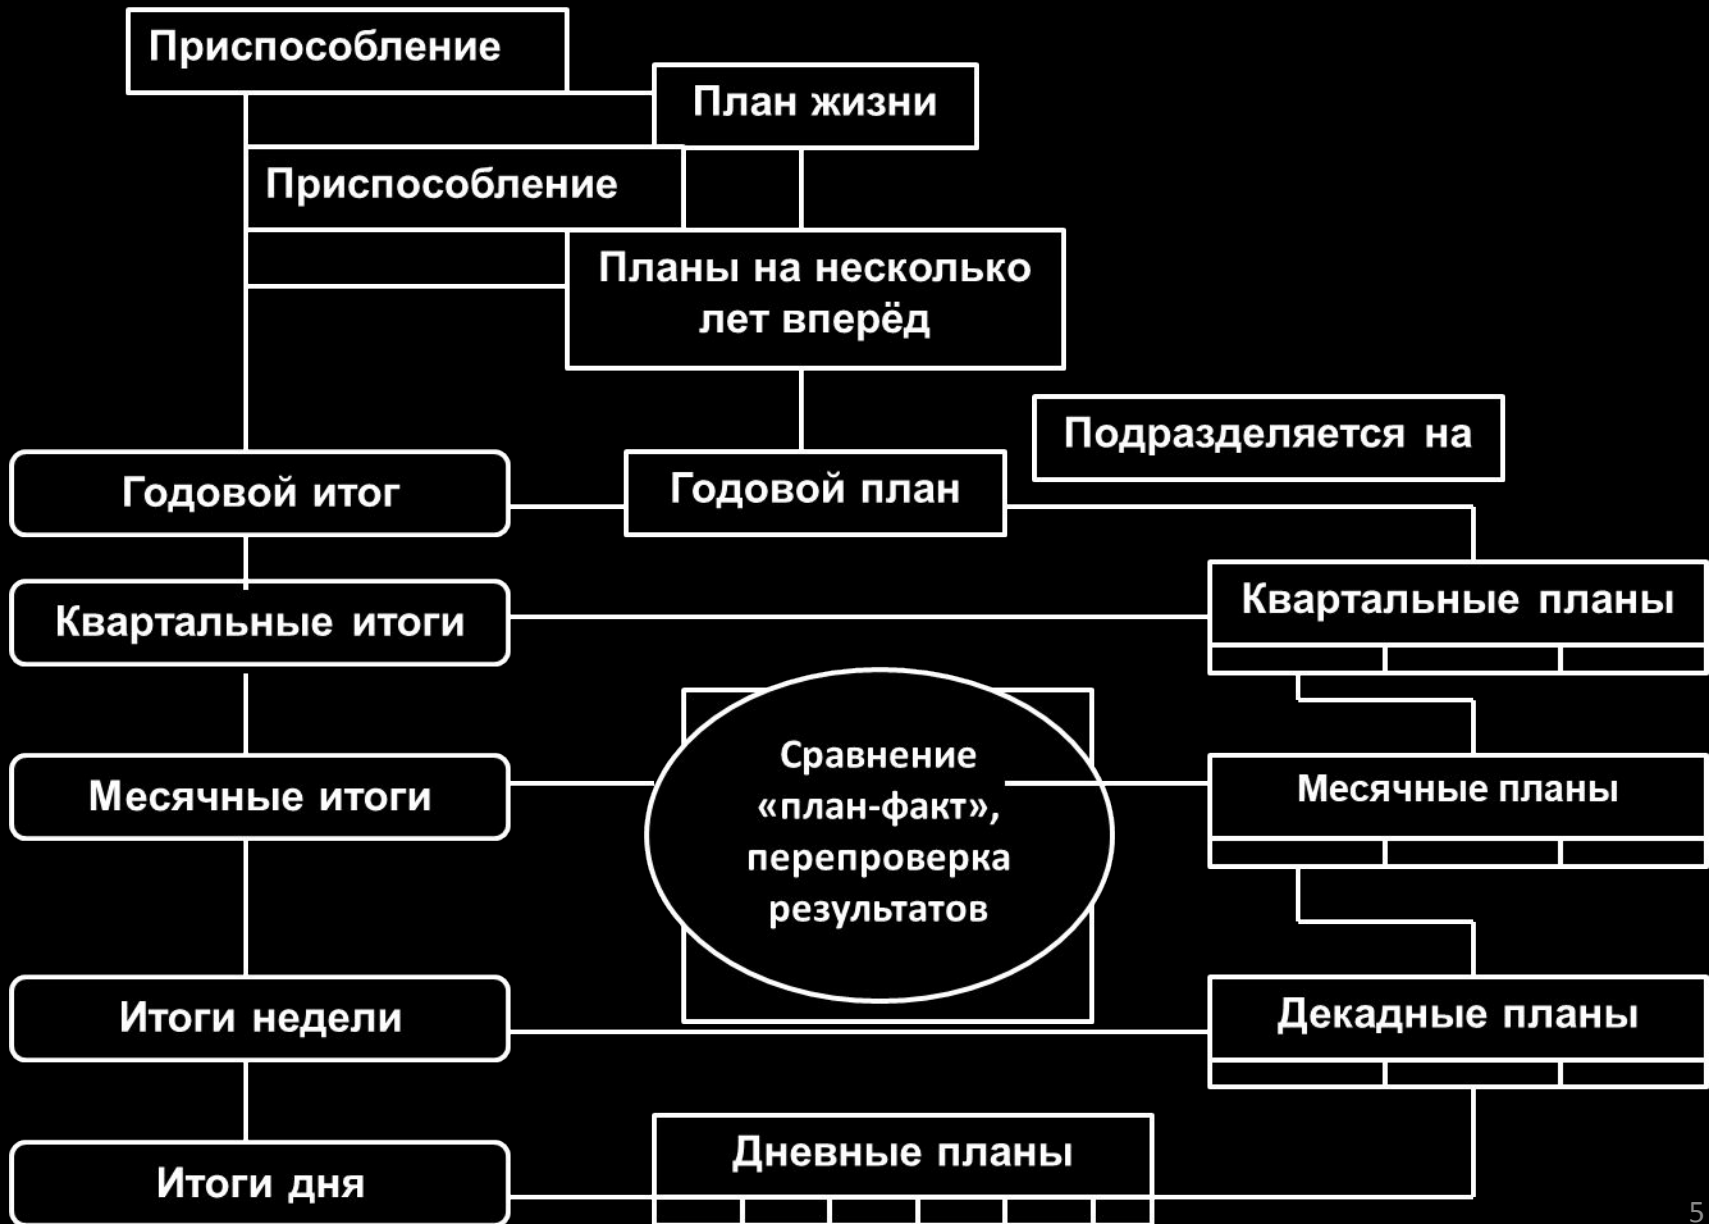 Приспособление
План жизни
Приспособление
Планы на несколько
лет вперёд
Подразделяется на
Годовой итог
Годовой план
Квартальные итоги
Квартальные планы
Сравнение
«план-факт»,
перепроверка
результатов
Месячные итоги
Месячные планы
Итоги недели
Декадные планы
Дневные планы
Итоги дня
5